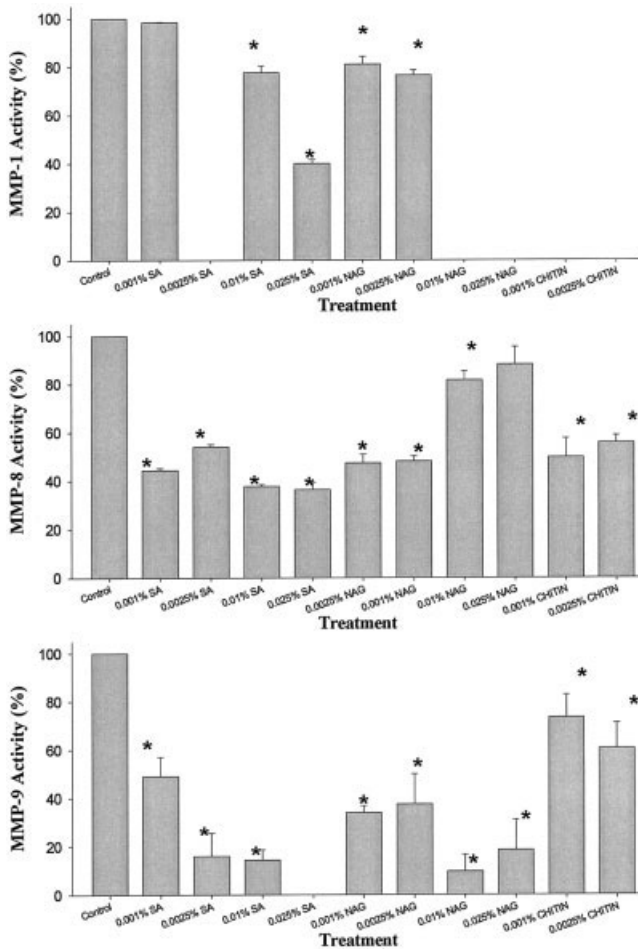 MMP-1 Activity (%)
100
80
60
40
20
0
* * * * 
Control 0.001% SA 0.0025% SA 0.01% SA 0.025% SA 0.001% NAG 0.0025% NAG 0.01% NAG 0.025% NAG 0.001% CHITIN 0.0025% CHITIN
Treatment
MMP-8 Activity (%)
100
80
60
40
20
0
* * * * * * * * *
Control 0.001% SA 0.0025% SA 0.01% SA 0.025% SA 0.0025% NAG 0.001% NAG 0.01% NAG 0.025% NAG 0.001% CHITIN 0.0025% CHITIN
Treatment
MMP-9 Activity (%)
100
80
60
40
20
0
* * * * * * * * *
Control 0.001% SA 0.0025% SA 0.01% SA 0.025% SA 0.001% NAG 0.0025% NAG 0.01% NAG 0.025% NAG 0.001% CHITIN 0.0025% CHITIN
Treatment